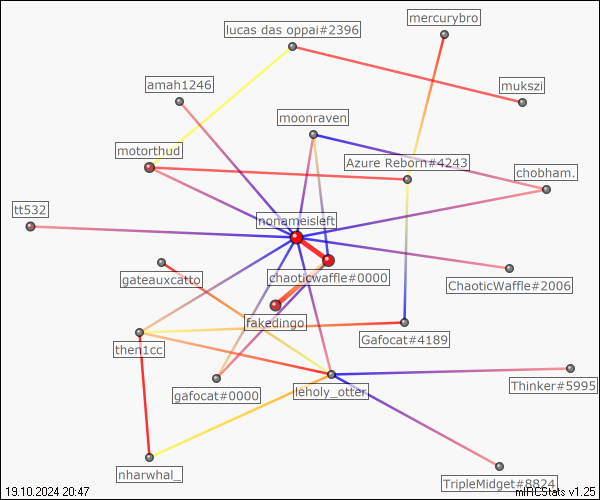 mercurybro
lucas das oppai#2396
amah1246
mukszi
moonraven
motorthud
Azure Reborn#4243
chobham.
tt532
nonameisleft
gateauxcatto
chaoticwaffle#0000
ChaoticWaffle#2006
fakedingo
then1cc
Gafocat#4189
gafocat#0000
leholy_otter
Thinker#5995
nharwhal_
TripleMidget#8824
19.10.2024 20:47
mIRCStats v1.25